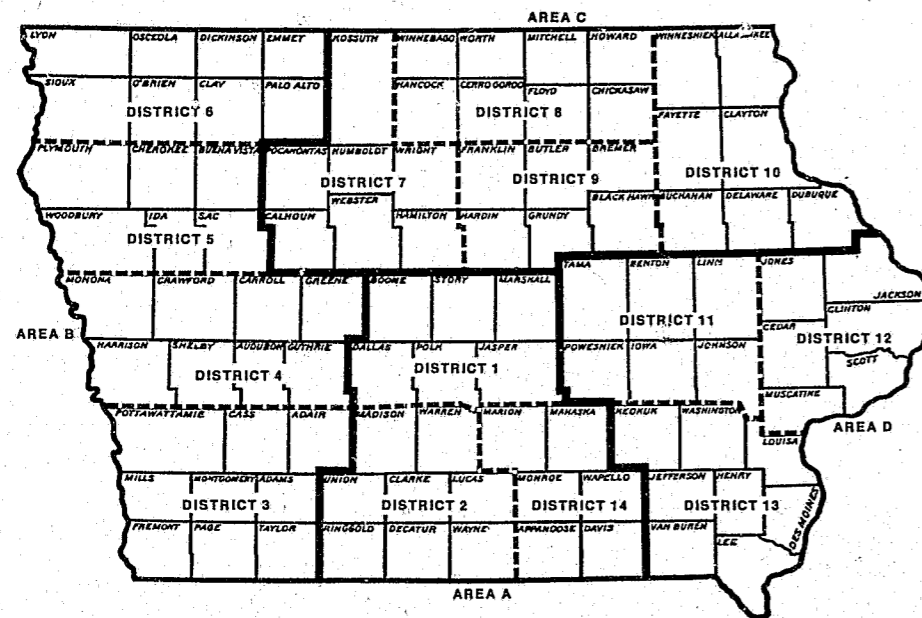 AREA C
LYON OSCEOLA DICKINSON EMMET KOSSUTH WINNEBAGO WORTH MITCHELL HOWARD WINNESHIEK ALLAMAKEE
SIOUX O'BRIEN CLAY PALO ALTO HANCOCK CERRO GORDO FLOYD CHICKASAW
DISTRICT 6 DISTRICT 8 FAYETTE CLAYTON
PLYMOUTH CHEROKEE BUENA VISTA POCAHONTAS HUMBOLDT WRIGHT FRANKLIN BUTLER BREMER
DISTRICT 7 DISTRICT 9 DISTRICT 10
WEBSTER BLACK HAWK BUCHANAN DELAWARE DUBUQUE
WOODBURY IDA SAC CALHOUN HAMILTON HARDIN GRUNDY
DISTRICT 5
MONONA CRAWFORD CARROLL GREENE BOONE STORY MARSHALL TAMA BENTON LINN JONES
JACKSON
CLINTON
AREA B DISTRICT 11 CEDAR DISTRICT 12
HARRISON SHELBY AUDUBON GUTHRIE DALLAS POLK JASPER POWESHIEK IOWA JOHNSON
SCOTT
DISTRICT 4 DISTRICT 1
MUSCATINE
POTTAWATTAMIE CASS ADAIR MADISON WARREN MARION MAHASKA KEOKUK WASHINGTON
AREA D
LOUISA
MILLS MONTGOMERY ADAMS UNION CLARKE LUCAS MONROE WAPELLO JEFFERSON HENRY
DISTRICT 3 DISTRICT 2 DISTRICT 14 DISTRICT 13
DES MOINES
FREMONT PAGE TAYLOR RINGGOLD DECATUR WAYNE APPANOOSE DAVIS VAN BUREN
LEE
AREA A